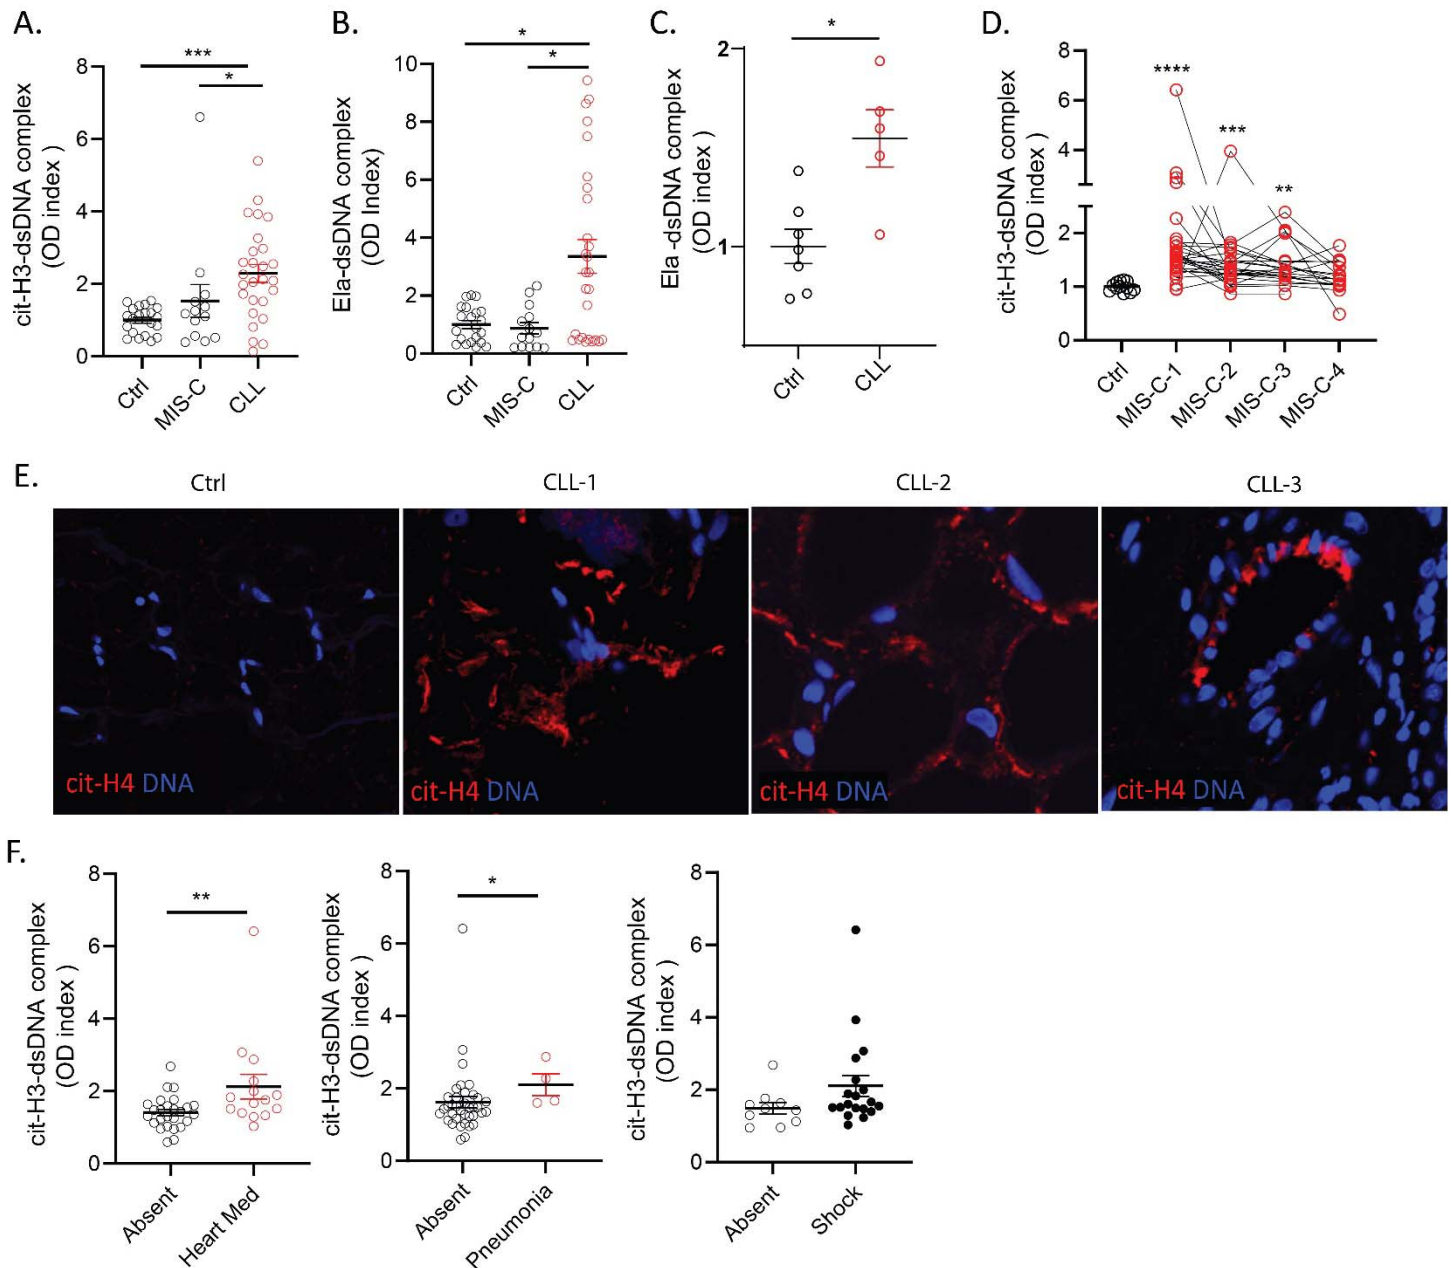 A.
cit-H3-dsDNA complex
(OD index )
8
6
4
2
0
***
*
Ctrl
MIS-C
CLL
B.
Ela-dsDNA complex
(OD Index)
10
8
6
4
2
0
*
*
Ctrl
MIS-C
CLL
C.
Ela -dsDNA complex
(OD index )
2
1
*
Ctrl
CLL
D.
cit-H3-dsDNA complex
(OD index )
8
6
4
2
1
0
****
***
**
Ctrl
MIS-C-1
MIS-C-2
MIS-C-3
MIS-C-4
E.
Ctrl
CLL-1
CLL-2
CLL-3
cit-H4 DNA
cit-H4 DNA
cit-H4 DNA
cit-H4 DNA
F.
cit-H3-dsDNA complex
(OD index )
8
6
4
2
0
**
Absent
Heart Med
cit-H3-dsDNA complex
(OD index )
8
6
4
2
0
*
Absent
Pneumonia
cit-H3-dsDNA complex
(OD index )
8
6
4
2
0
Absent
Shock